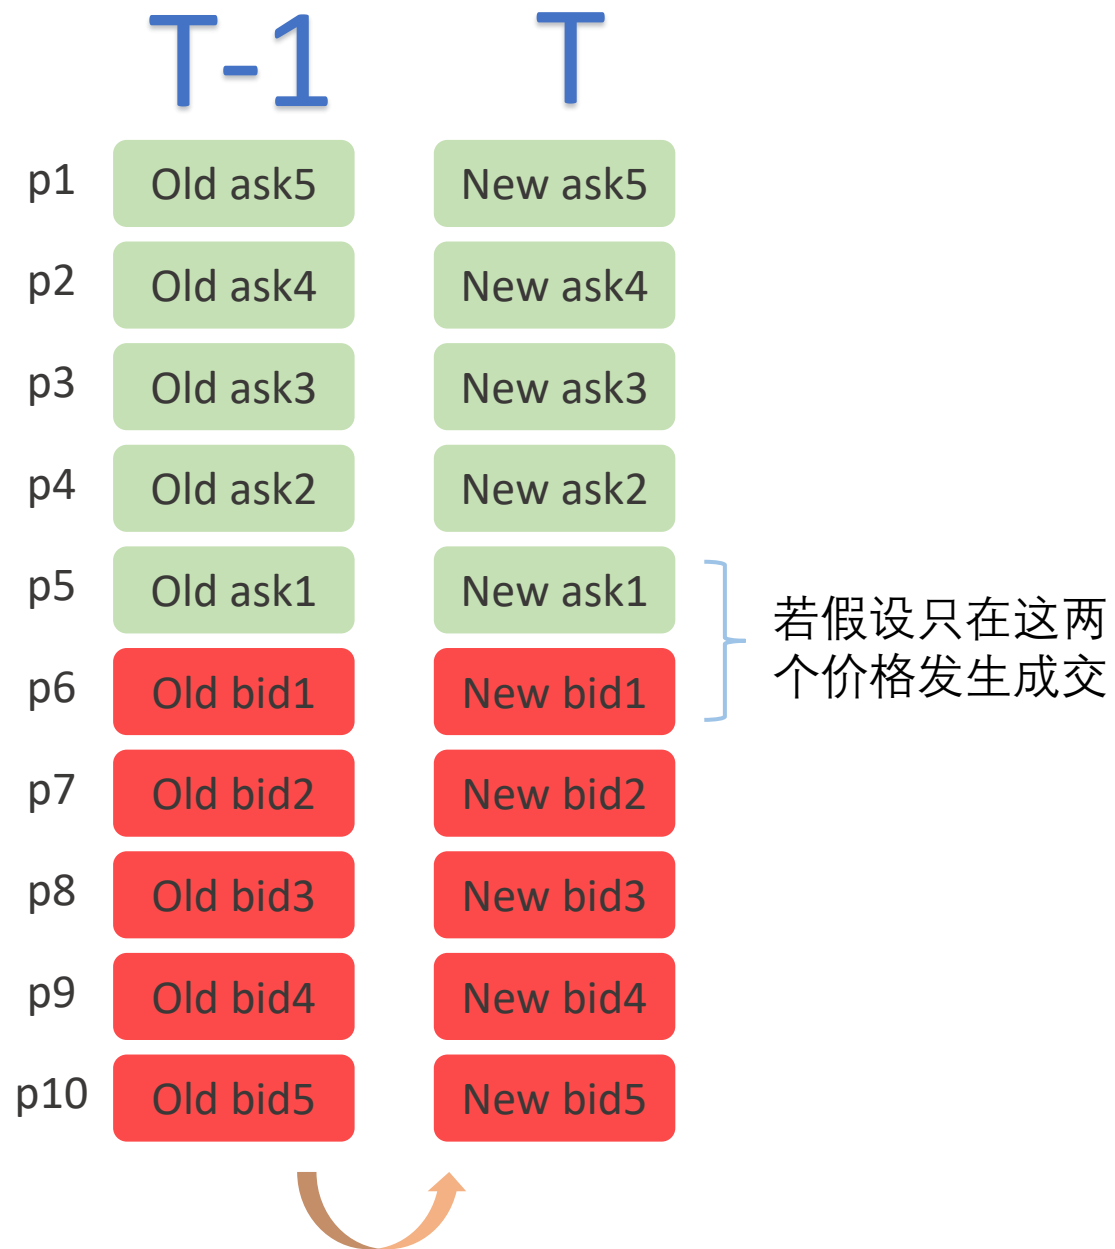 T-1 T
p1 Old ask5 New ask5
p2 Old ask4 New ask4
p3 Old ask3 New ask3
p4 Old ask2 New ask2
p5 Old ask1 New ask1
p6 Old bid1 New bid1
p7 Old bid2 New bid2
p8 Old bid3 New bid3
p9 Old bid4 New bid4
p10 Old bid5 New bid5
若假设只在这两
个价格发生成交